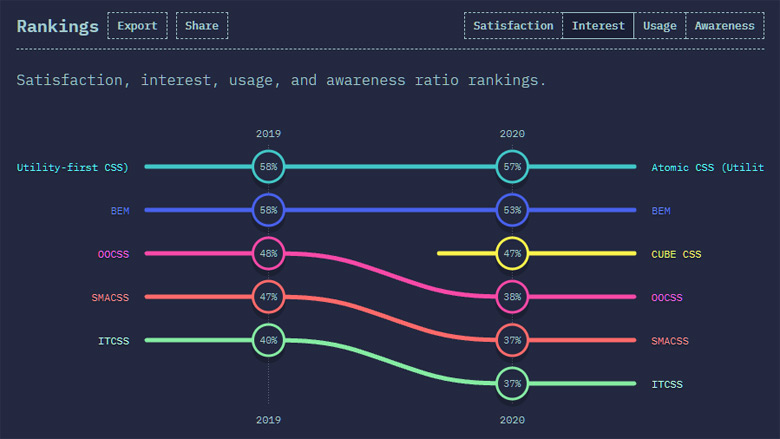 Rankings Export Share Satisfaction Interest Usage Awareness
Satisfaction, interest, usage, and awareness ratio rankings.
2019 2020
Utility-first CSS) 58% 57% Atomic CSS (Utilit
BEM 58% 53% BEM
OOCSS 48% 47% CUBE CSS
SMACSS 47% 38% OOCSS
ITCSS 40% 37% SMACSS
37% ITCSS
2019 2020